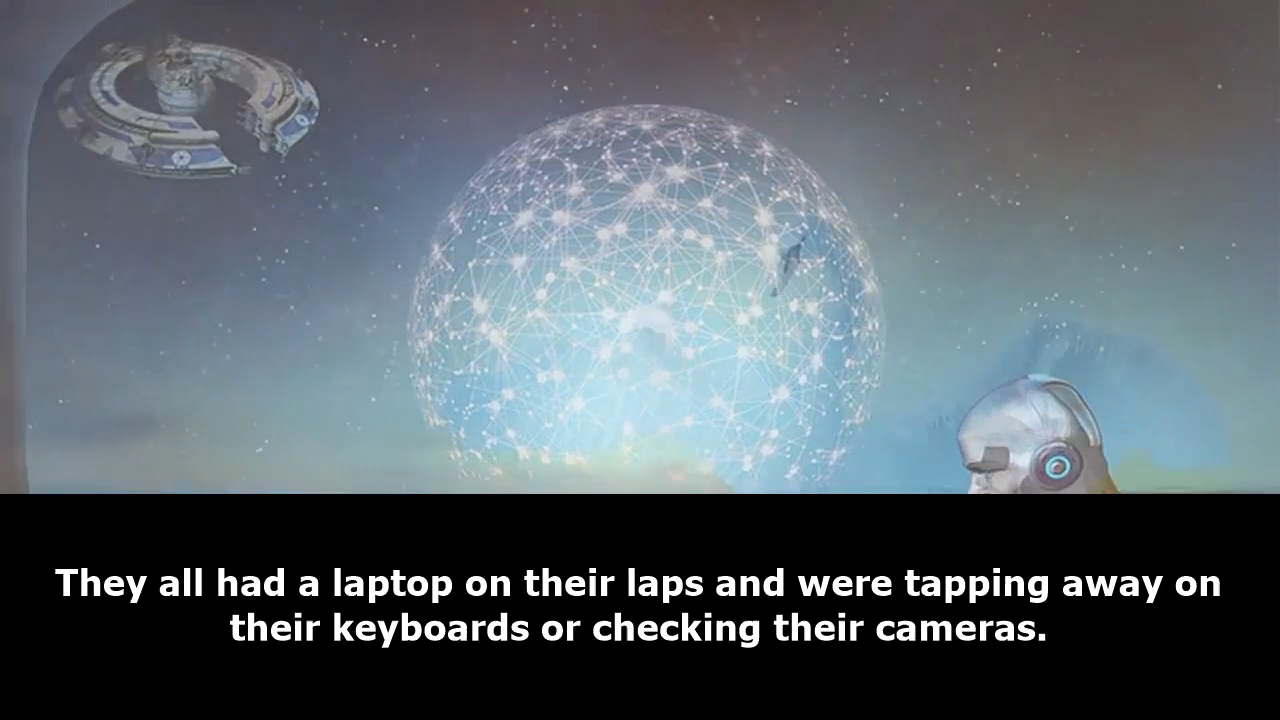 They all had a laptop on their laps and were tapping away on
their keyboards or checking their cameras.